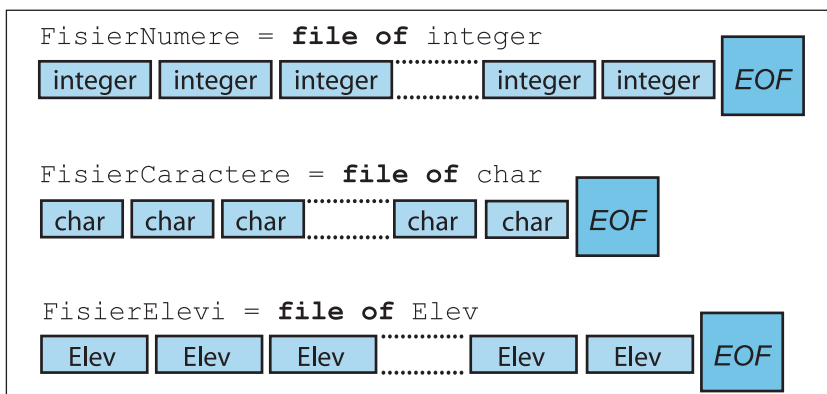 FisierNumere = file of integer
integer integer integer integer integer EOF
FisierCaractere = file of char
char char char char char EOF
FisierElevi = file of Elev
Elev Elev Elev Elev Elev EOF